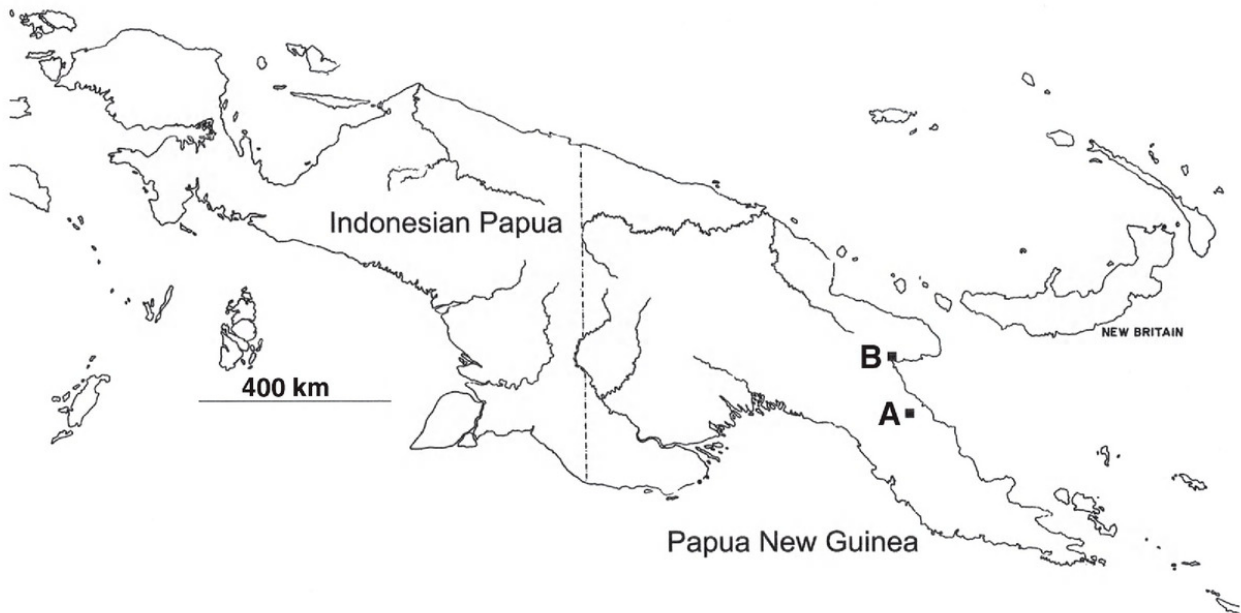 Indonesian Papua
NEW BRITAIN
B
400 km
A
Papua New Guinea